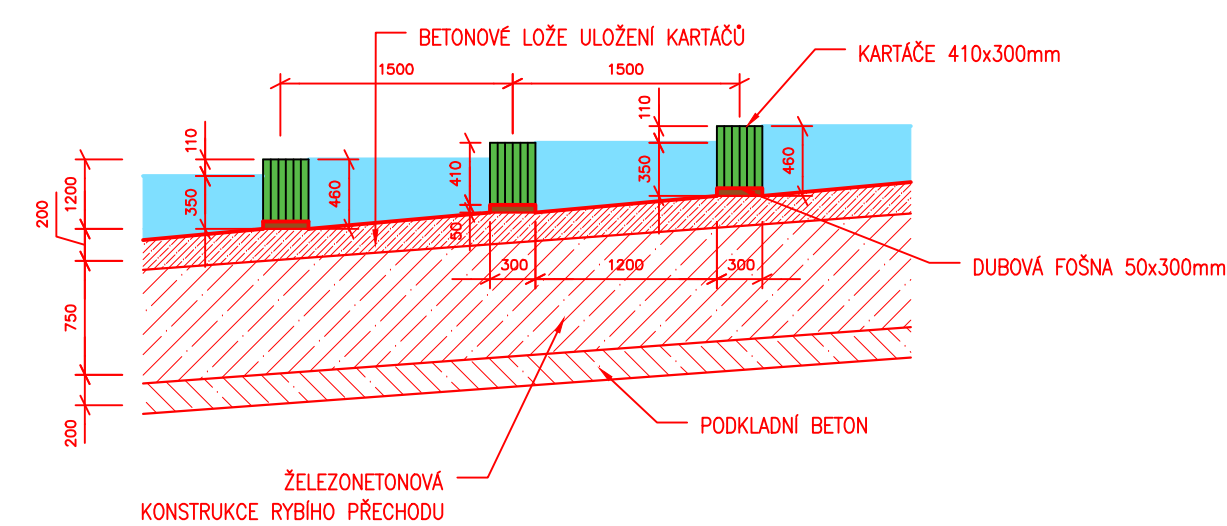 BETONOVÉ LOŽE ULOŽENÍ KARTÁČŮ
KARTÁČE 410x300mm
1500
1500
110
110
1200
200
350
460
410
50
350
460
300
1200
300
DUBOVÁ FOŠNA 50x300mm
750
200
PODKLADNÍ BETON
ŽELEZONETONOVÁ
KONSTRUKCE RYBÍHO PŘECHODU